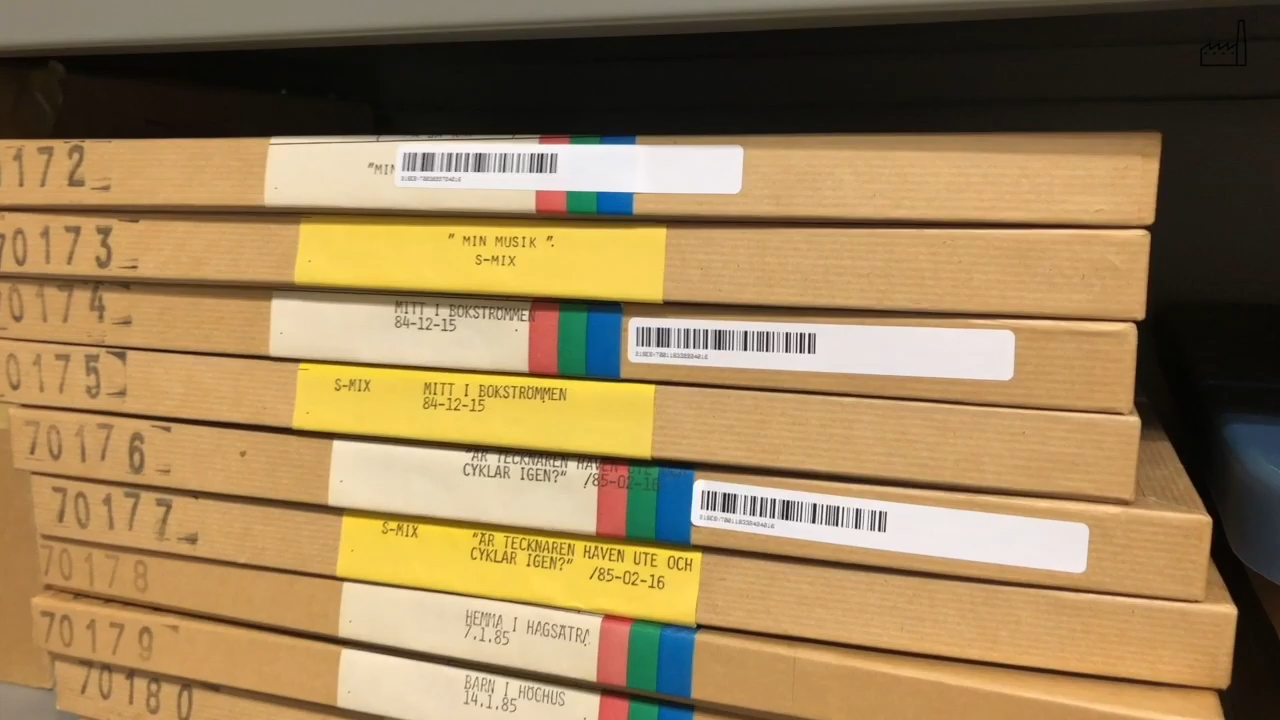 0172
"MIN
70173
" MIN MUSIK ".
S-MIX
70174
MITT I BOKSTRÖMMEN
84-12-15
70175
S-MIX MITT I BOKSTRÖMMEN
84-12-15
70176
"ÄR TECKNAREN HAVEN UTE OCH
CYKLAR IGEN?" /85-02-16
70177
S-MIX "ÄR TECKNAREN HAVEN UTE OCH
CYKLAR IGEN?" /85-02-16
70178
HEMMA I HAGSÄTRA
7.1.85
70179
BARN I HÖGHUS
14.1.85
70180